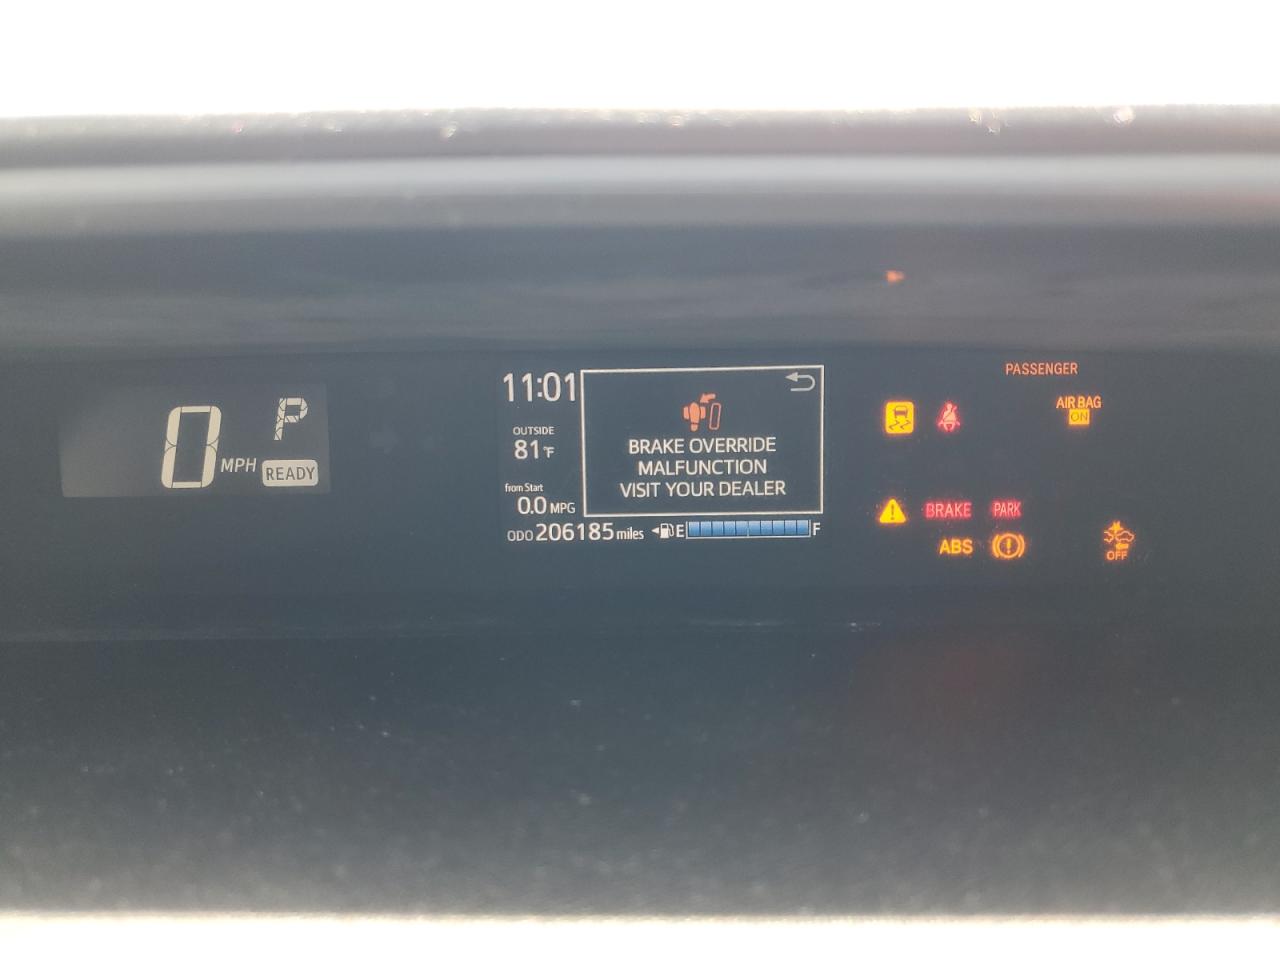 0 MPH
P
READY
11:01
OUTSIDE
81°F
from Start
0.0 MPG
ODO 206185 miles
E F
BRAKE OVERRIDE
MALFUNCTION
VISIT YOUR DEALER
PASSENGER
AIR BAG
ON
BRAKE PARK
ABS
OFF